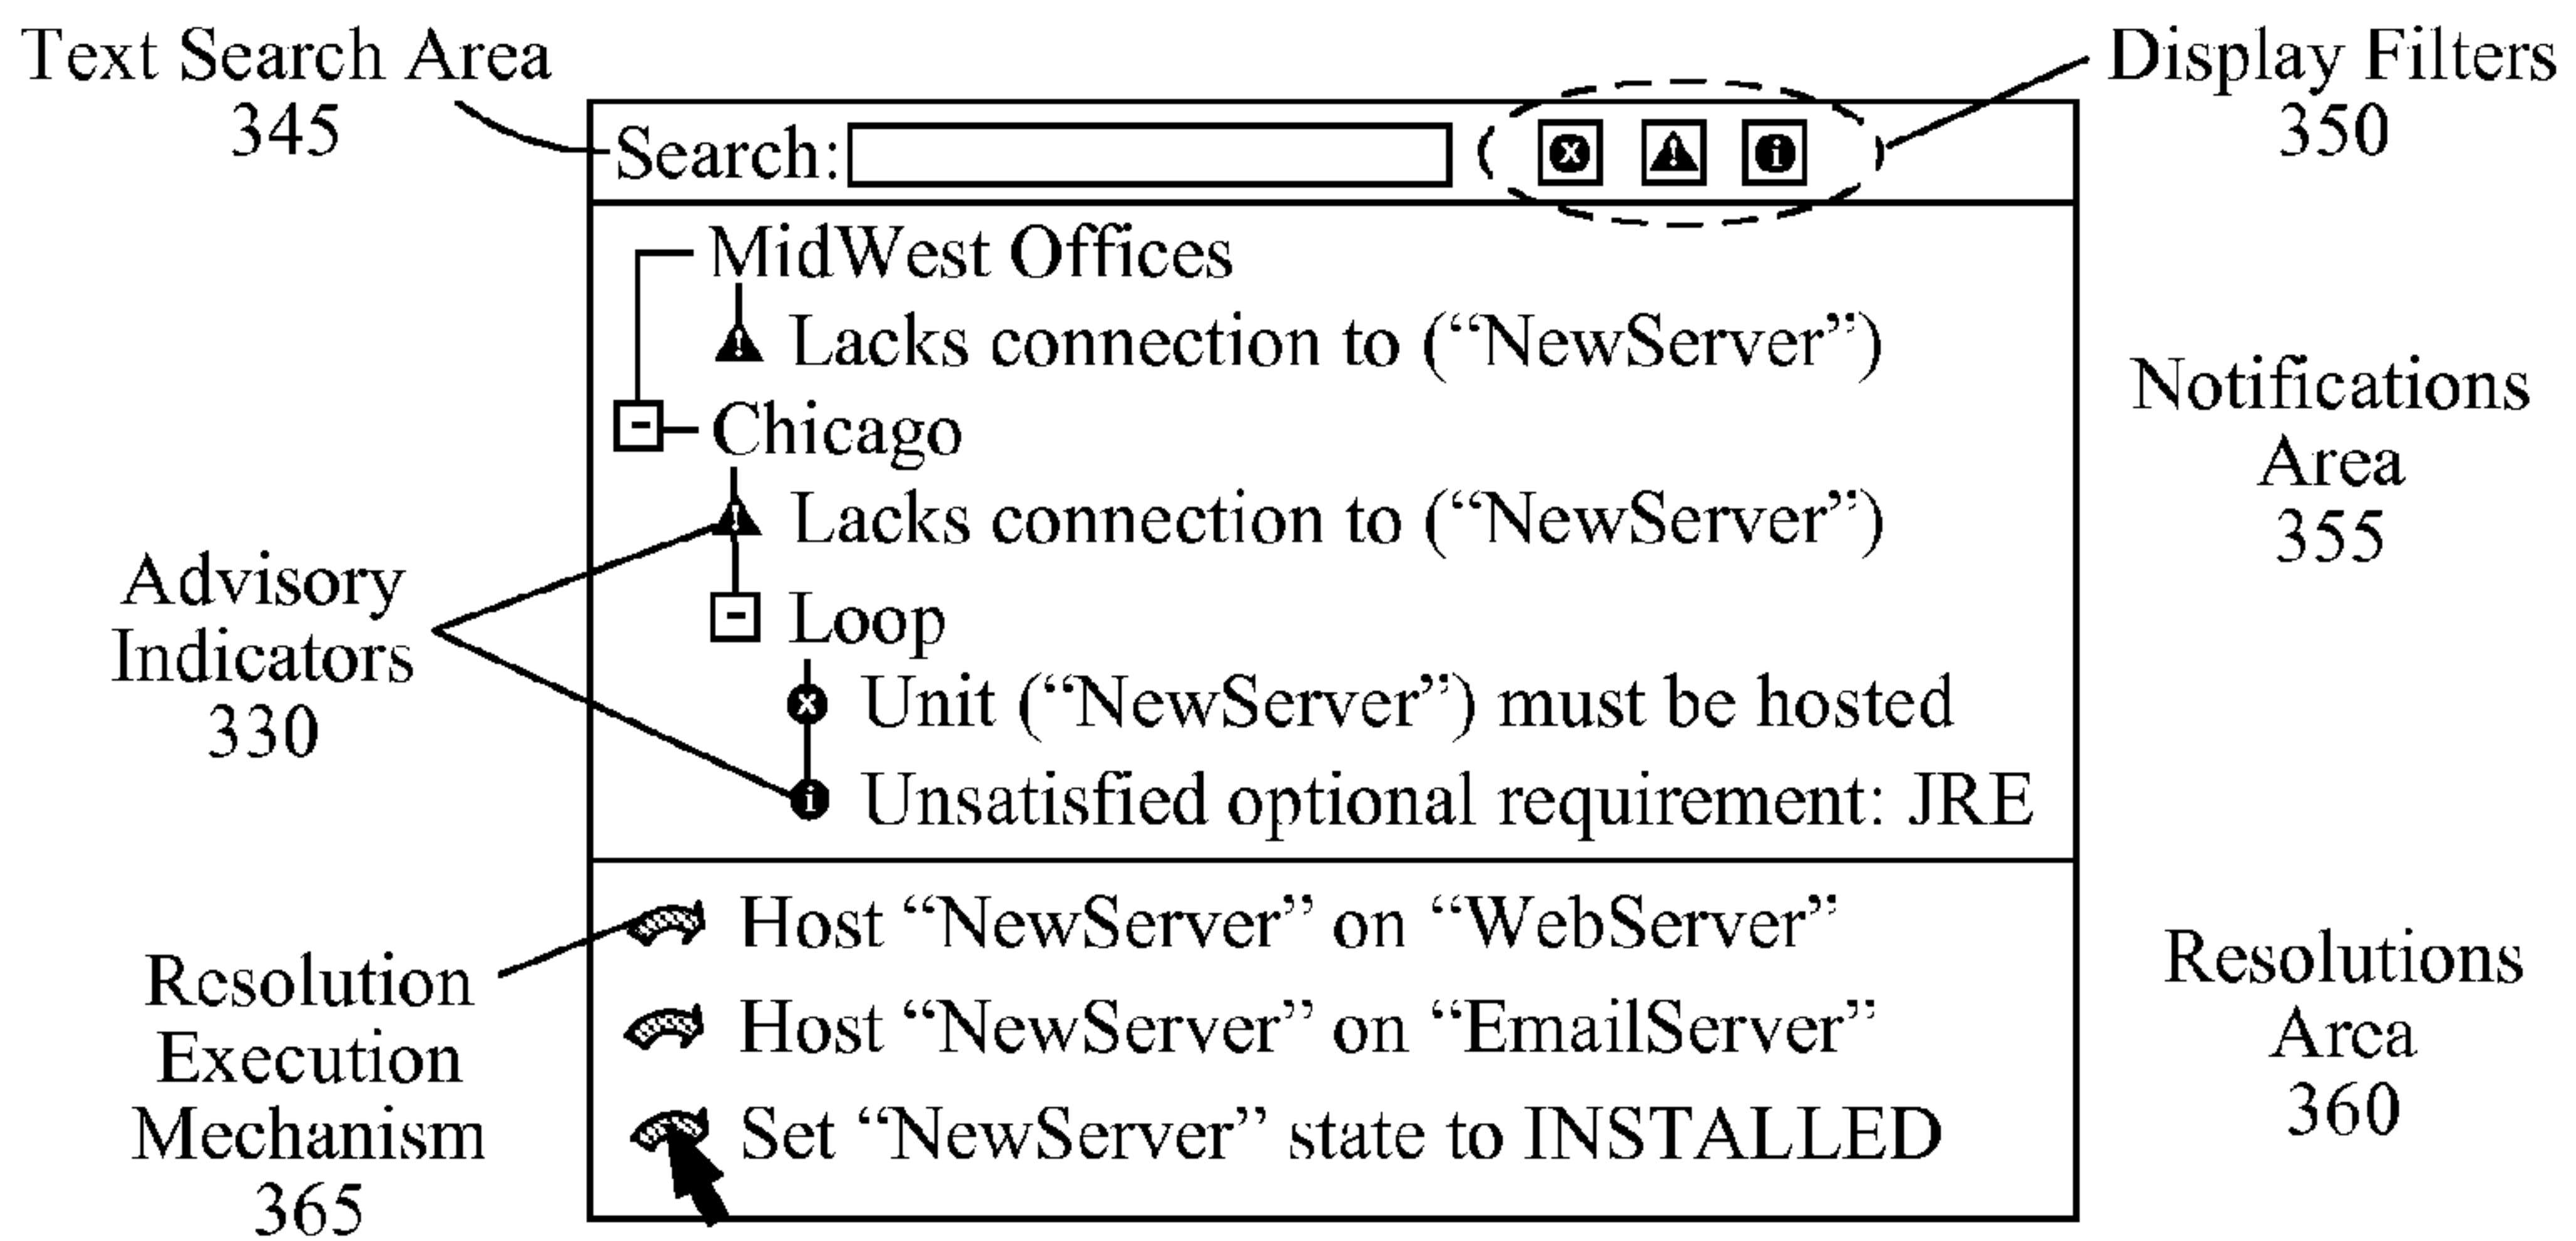 Text Search Area
345
Display Filters
350
Search:
MidWest Offices
Lacks connection to (“NewServer”)
Chicago
Lacks connection to (“NewServer”)
Loop
Unit (“NewServer”) must be hosted
Unsatisfied optional requirement: JRE
Notifications
Area
355
Advisory
Indicators
330
Host “NewServer” on “WebServer”
Host “NewServer” on “EmailServer”
Set “NewServer” state to INSTALLED
Resolution
Execution
Mechanism
365
Resolutions
Area
360